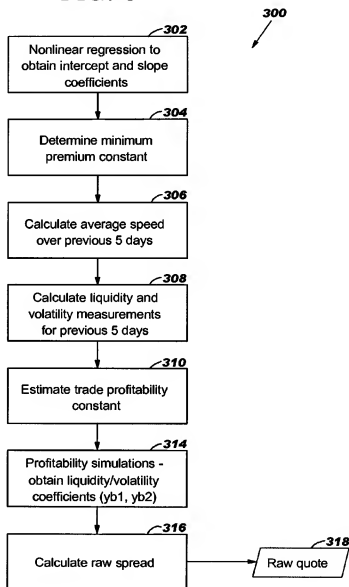 300
302
Nonlinear regression to
obtain intercept and slope
coefficients
304
Determine minimum
premium constant
306
Calculate average speed
over previous 5 days
308
Calculate liquidity and
volatility measurements
for previous 5 days
310
Estimate trade profitability
constant
314
Profitability simulations -
obtain liquidity/volatility
coefficients (yb1, yb2)
316
Calculate raw spread
318
Raw quote